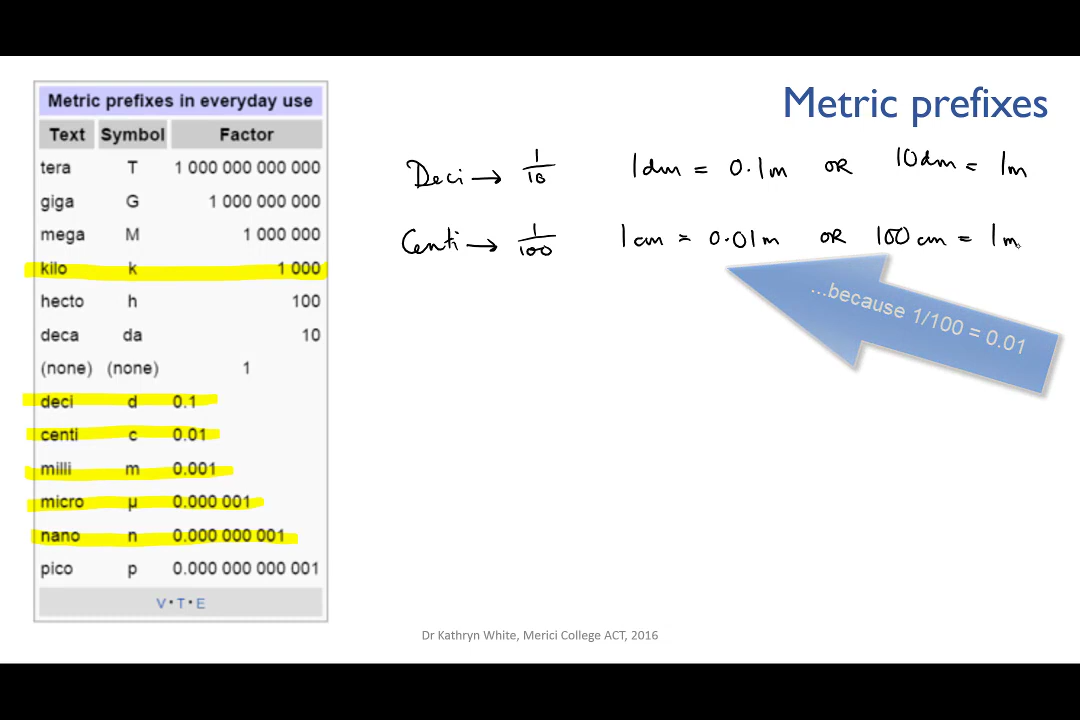 Metric prefixes
Metric prefixes in everyday use
Text Symbol Factor
tera T 1 000 000 000 000
giga G 1 000 000 000
mega M 1 000 000
kilo k 1 000
hecto h 100
deca da 10
(none) (none) 1
deci d 0.1
centi c 0.01
milli m 0.001
micro µ 0.000 001
nano n 0.000 000 001
pico p 0.000 000 000 001
V·T·E
Deci → 1/10 1dm = 0.1m OR 10dm = 1m
Centi → 1/100 1cm = 0.01m OR 100cm = 1m
...because 1/100 = 0.01
Dr Kathryn White, Merici College ACT, 2016